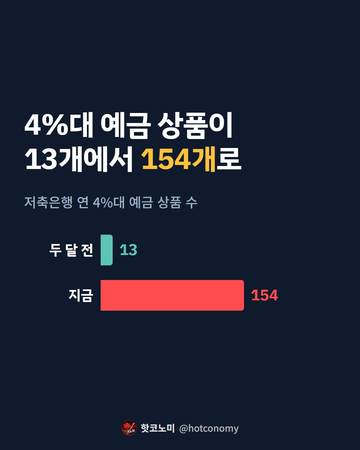 4%대 예금 상품이
13개에서 154개로
저축은행 연 4%대 예금 상품 수
두 달 전 13
지금 154
핫코노미 @hotconomy